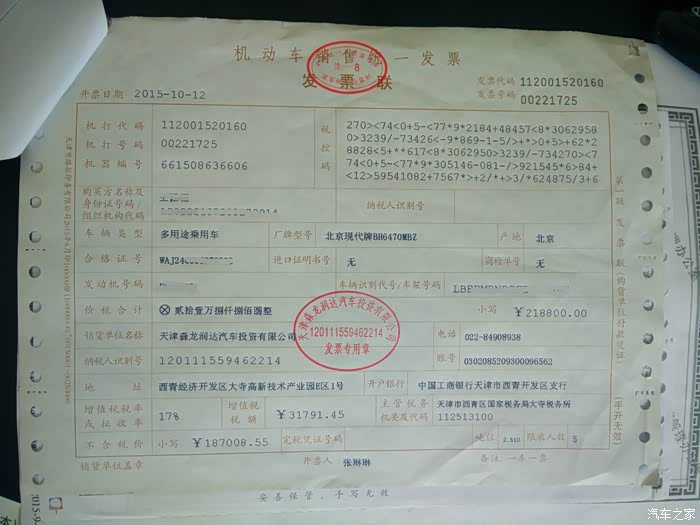 机动车销售统一发票
发票联
8
开票日期 2015-10-12
发票代码 112001520160
发票号码 00221725
机打代码 112001520160
机打号码 00221725
机器编号 661508636606
税控码
270><74<0+5-<77*9*2184+48457<8*3062950
>3239/-73426<-9*869-1-5/>+*>0+5>+62*2
8828<5+**617<8*3062950>3239/-734270><7
74<0+5-<77*9*305146-081-/>921545*6>84+
<12>59541082+7567*>+2/*+>3/*624875/3+6
购买方名称及身份证号码/组织机构代码
纳税人识别号
车辆类型 多用途乘用车 厂牌型号 北京现代牌BH6470MBZ 产地 北京
合格证号 进口证明书号 无 商检单号 无
发动机号码 车辆识别代号/车架号码
价税合计 ⊗贰拾壹万捌仟捌佰圆整 小写 ￥218800.00
销货单位名称 天津森龙润达汽车投资有限公司 电话 022-84908938
纳税人识别号 120111559462214 账号 0302085209300096562
地址 西青经济开发区大寺高新技术产业园E区1号 开户银行 中国工商银行天津市西青开发区支行
增值税税率或征收率 17% 增值税税额 ￥31791.45 主管税务机关及代码 天津市西青区国家税务局大寺税务所 112513100
不含税价 小写 ￥187008.55 完税凭证号码 吨位 2.510 限乘人数 5
销货单位盖章 开票人 张琳琳 备注 一车一票
妥善保管、手写无效
天津森龙润达汽车投资有限公司
120111559462214
发票专用章
第一联 发票联(购货单位付款凭证)
(手开无效)
汽车之家